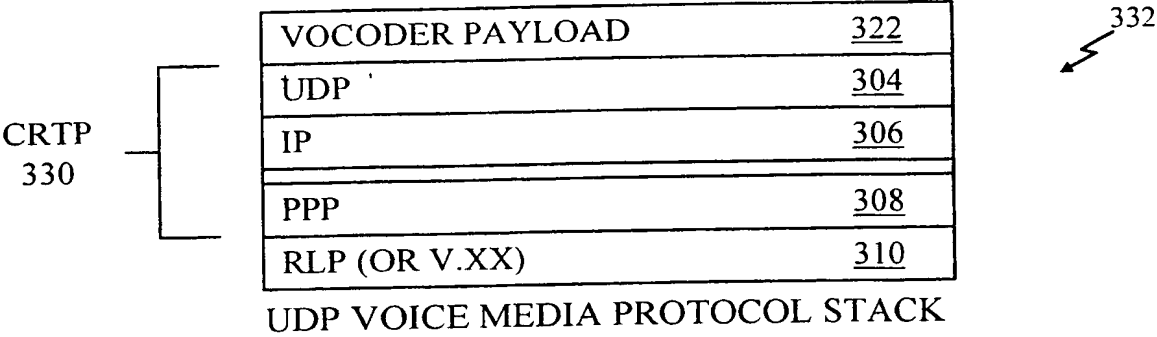 332
VOCODER PAYLOAD 322
UDP 304
CRTP
330
IP 306
PPP 308
RLP (OR V.XX) 310
UDP VOICE MEDIA PROTOCOL STACK